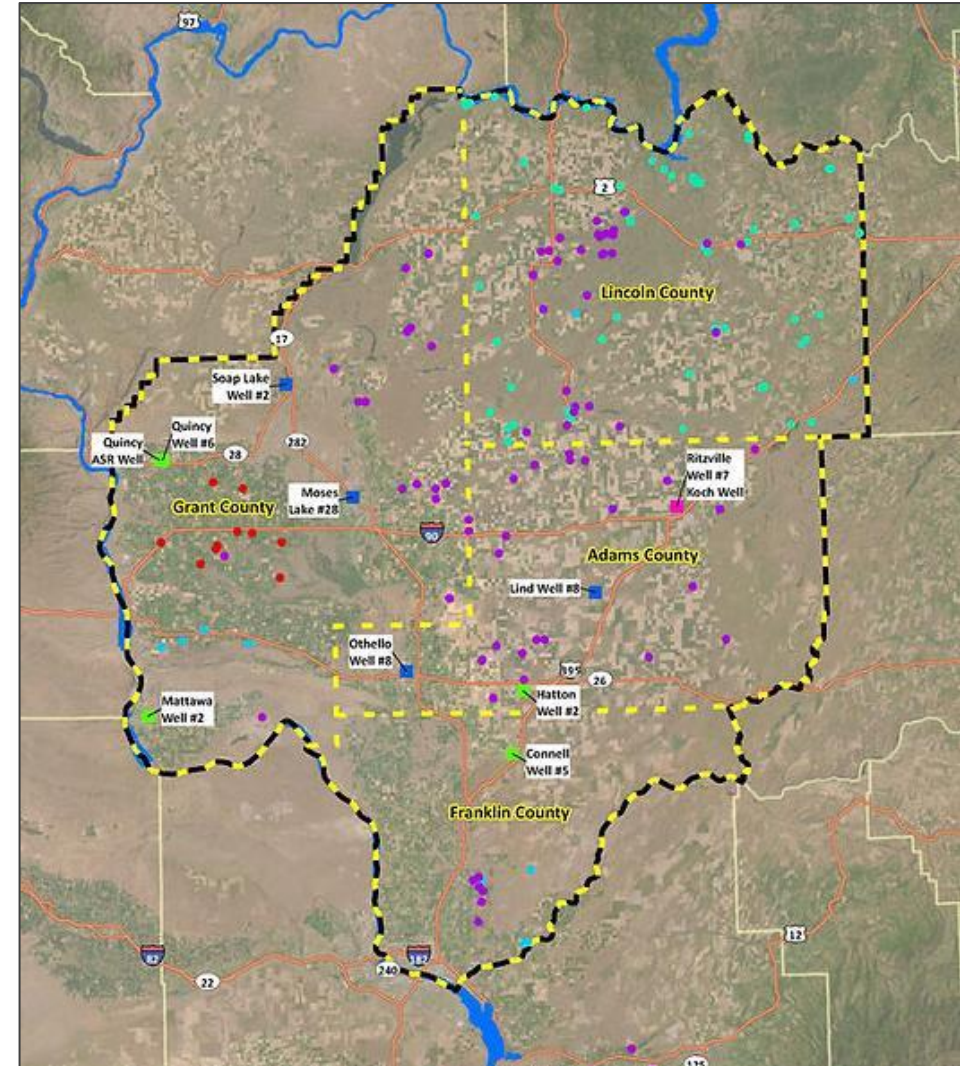 97
2
Lincoln County
17
Soap Lake
Well #2
Quincy
Well #6
Quincy
ASR Well
28
282
Ritzville
Well #7
Koch Well
Moses
Lake #28
Grant County
90
Adams County
Lind Well #8
Othello
Well #8
395
26
Hatton
Well #2
Mattawa
Well #2
Connell
Well #5
Franklin County
12
82
182
240
22